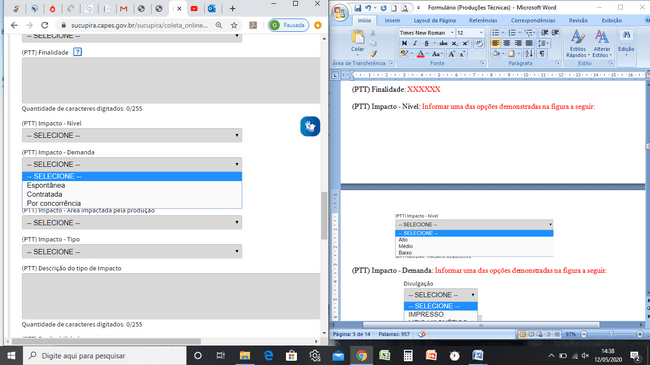 sucupira.capes.gov.br/sucupira/coleta_online...
Pausada
-- SELECIONE --
(PTT) Finalidade ?
Quantidade de caracteres digitados: 0/255
(PTT) Impacto - Nível
-- SELECIONE --
(PTT) Impacto - Demanda
-- SELECIONE --
-- SELECIONE --
Espontânea
Contratada
Por concorrência
(PTT) Impacto - Área impactada pela produção
-- SELECIONE --
(PTT) Impacto - Tipo
-- SELECIONE --
(PTT) Descrição do tipo de Impacto
Quantidade de caracteres digitados: 0/255
Formulário (Produções Técnicas) - Microsoft Word
Início Inserir Layout da Página Referências Correspondências Revisão Exibição
Times New Roman 12
Colar
Estilos Rápidos
Alterar Estilos
Edição
Área de Transferência
Fonte
Parágrafo
Estilo
(PTT) Finalidade: XXXXXX
(PTT) Impacto - Nível: Informar uma das opções demonstradas na figura a seguir:
(PTT) Impacto - Nível
-- SELECIONE --
-- SELECIONE --
Alto
Médio
Baixo
(PTT) Impacto - Demanda: Informar uma das opções demonstradas na figura a seguir:
Divulgação
-- SELECIONE --
-- SELECIONE --
IMPRESSO
Página: 5 de 14 Palavras: 957
87%
Digite aqui para pesquisar
14:38
12/05/2020